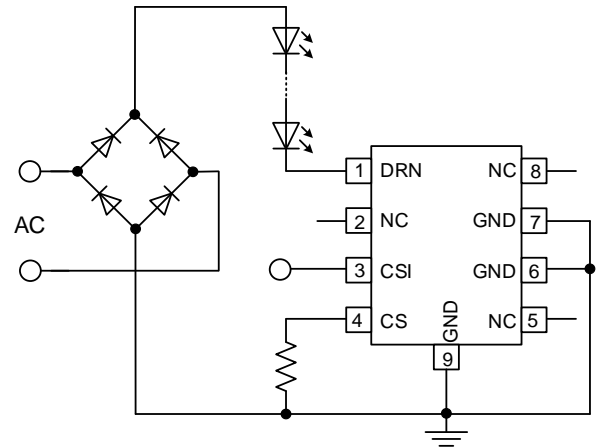 AC
1 DRN NC 8
2 NC GND 7
3 CSI GND 6
4 CS NC 5
GND
9